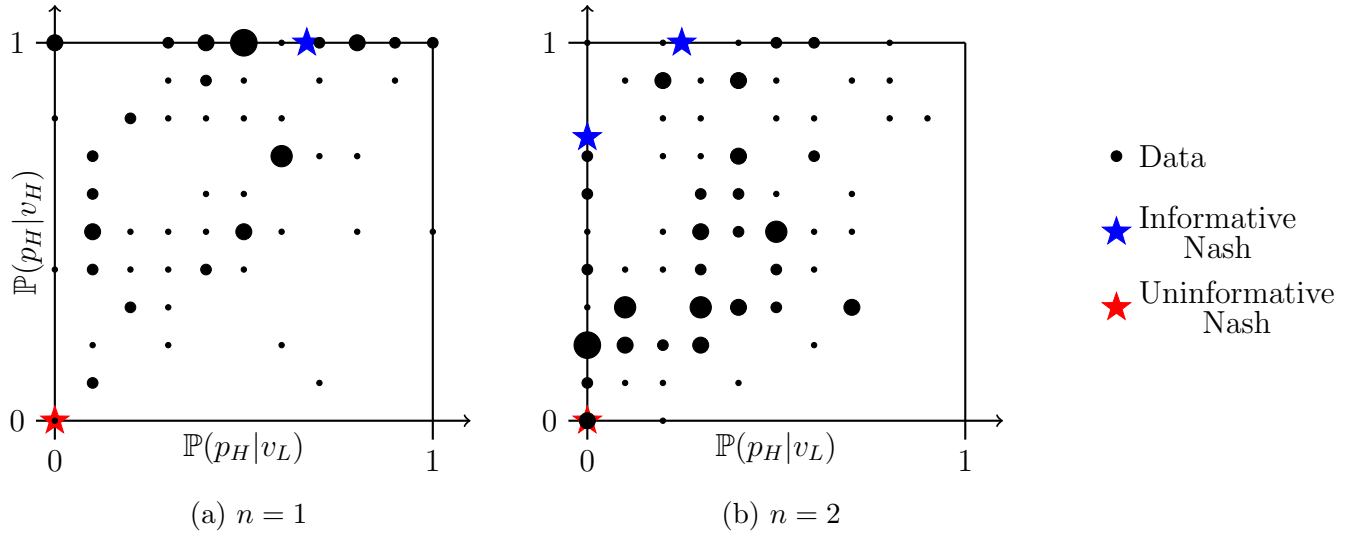 1
0
ℙ(p_H|v_H)
ℙ(p_H|v_L)
0
1
(a) n = 1
1
0
ℙ(p_H|v_L)
0
1
(b) n = 2
Data
Informative
Nash
Uninformative
Nash